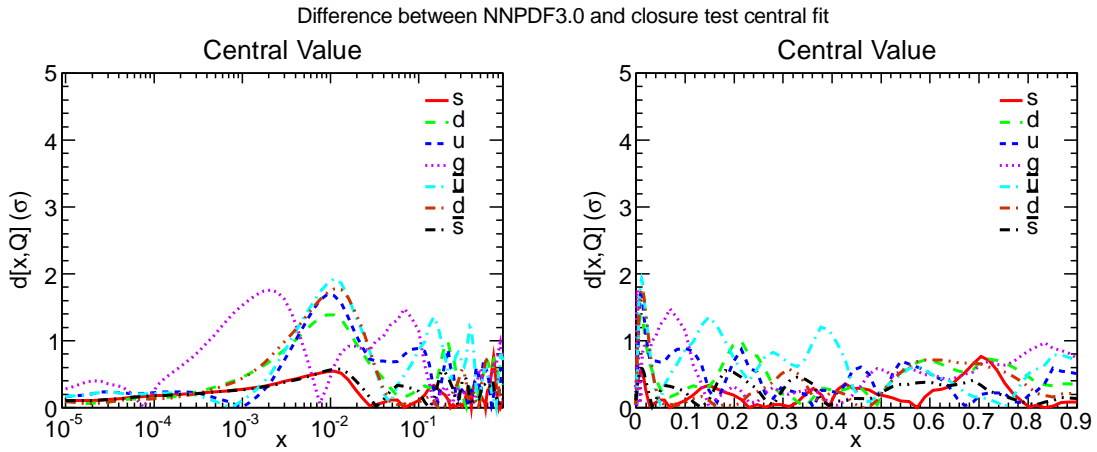 Difference between NNPDF3.0 and closure test central fit
Central Value
d[x,Q] (σ)
5
4
3
2
1
0
s
d
u
g
u̅
d̅
s̅
10⁻⁵
10⁻⁴
10⁻³
10⁻²
10⁻¹
x
Central Value
d[x,Q] (σ)
5
4
3
2
1
0
s
d
u
g
u̅
d̅
s̅
0 0.1 0.2 0.3 0.4 0.5 0.6 0.7 0.8 0.9
x